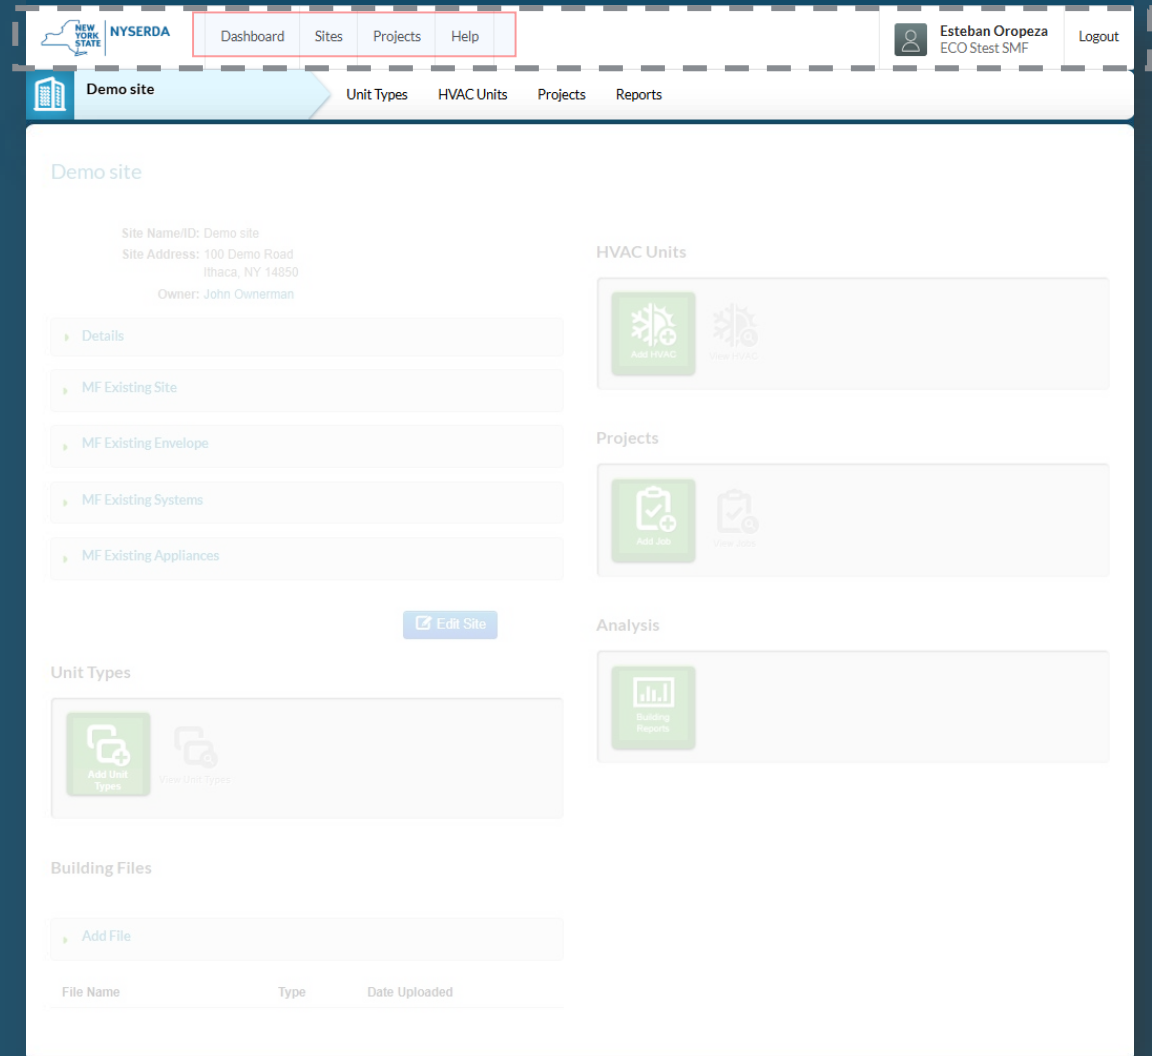 NEW
YORK
STATE
NYSERDA
Dashboard
Sites
Projects
Help
Esteban Oropeza
ECO Stest SMF
Logout
Demo site
Unit Types
HVAC Units
Projects
Reports
Demo site
Site Name/ID: Demo site
Site Address: 100 Demo Road
Ithaca, NY 14850
Owner: John Ownerman
Details
MF Existing Site
MF Existing Envelope
MF Existing Systems
MF Existing Appliances
Edit Site
Unit Types
Add Unit
Types
View Unit Types
Building Files
Add File
File Name Type Date Uploaded
HVAC Units
Add HVAC
View HVAC
Projects
Add Job
View Jobs
Analysis
Building
Reports